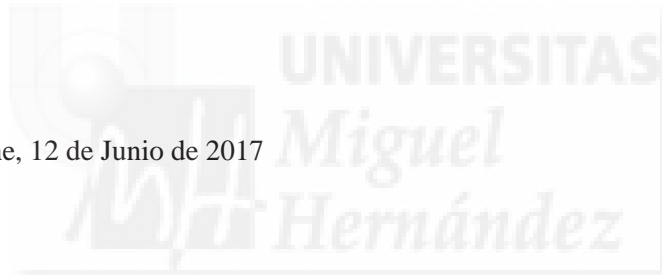 UNIVERSITAS
Miguel
Hernández
12 de Junio de 2017